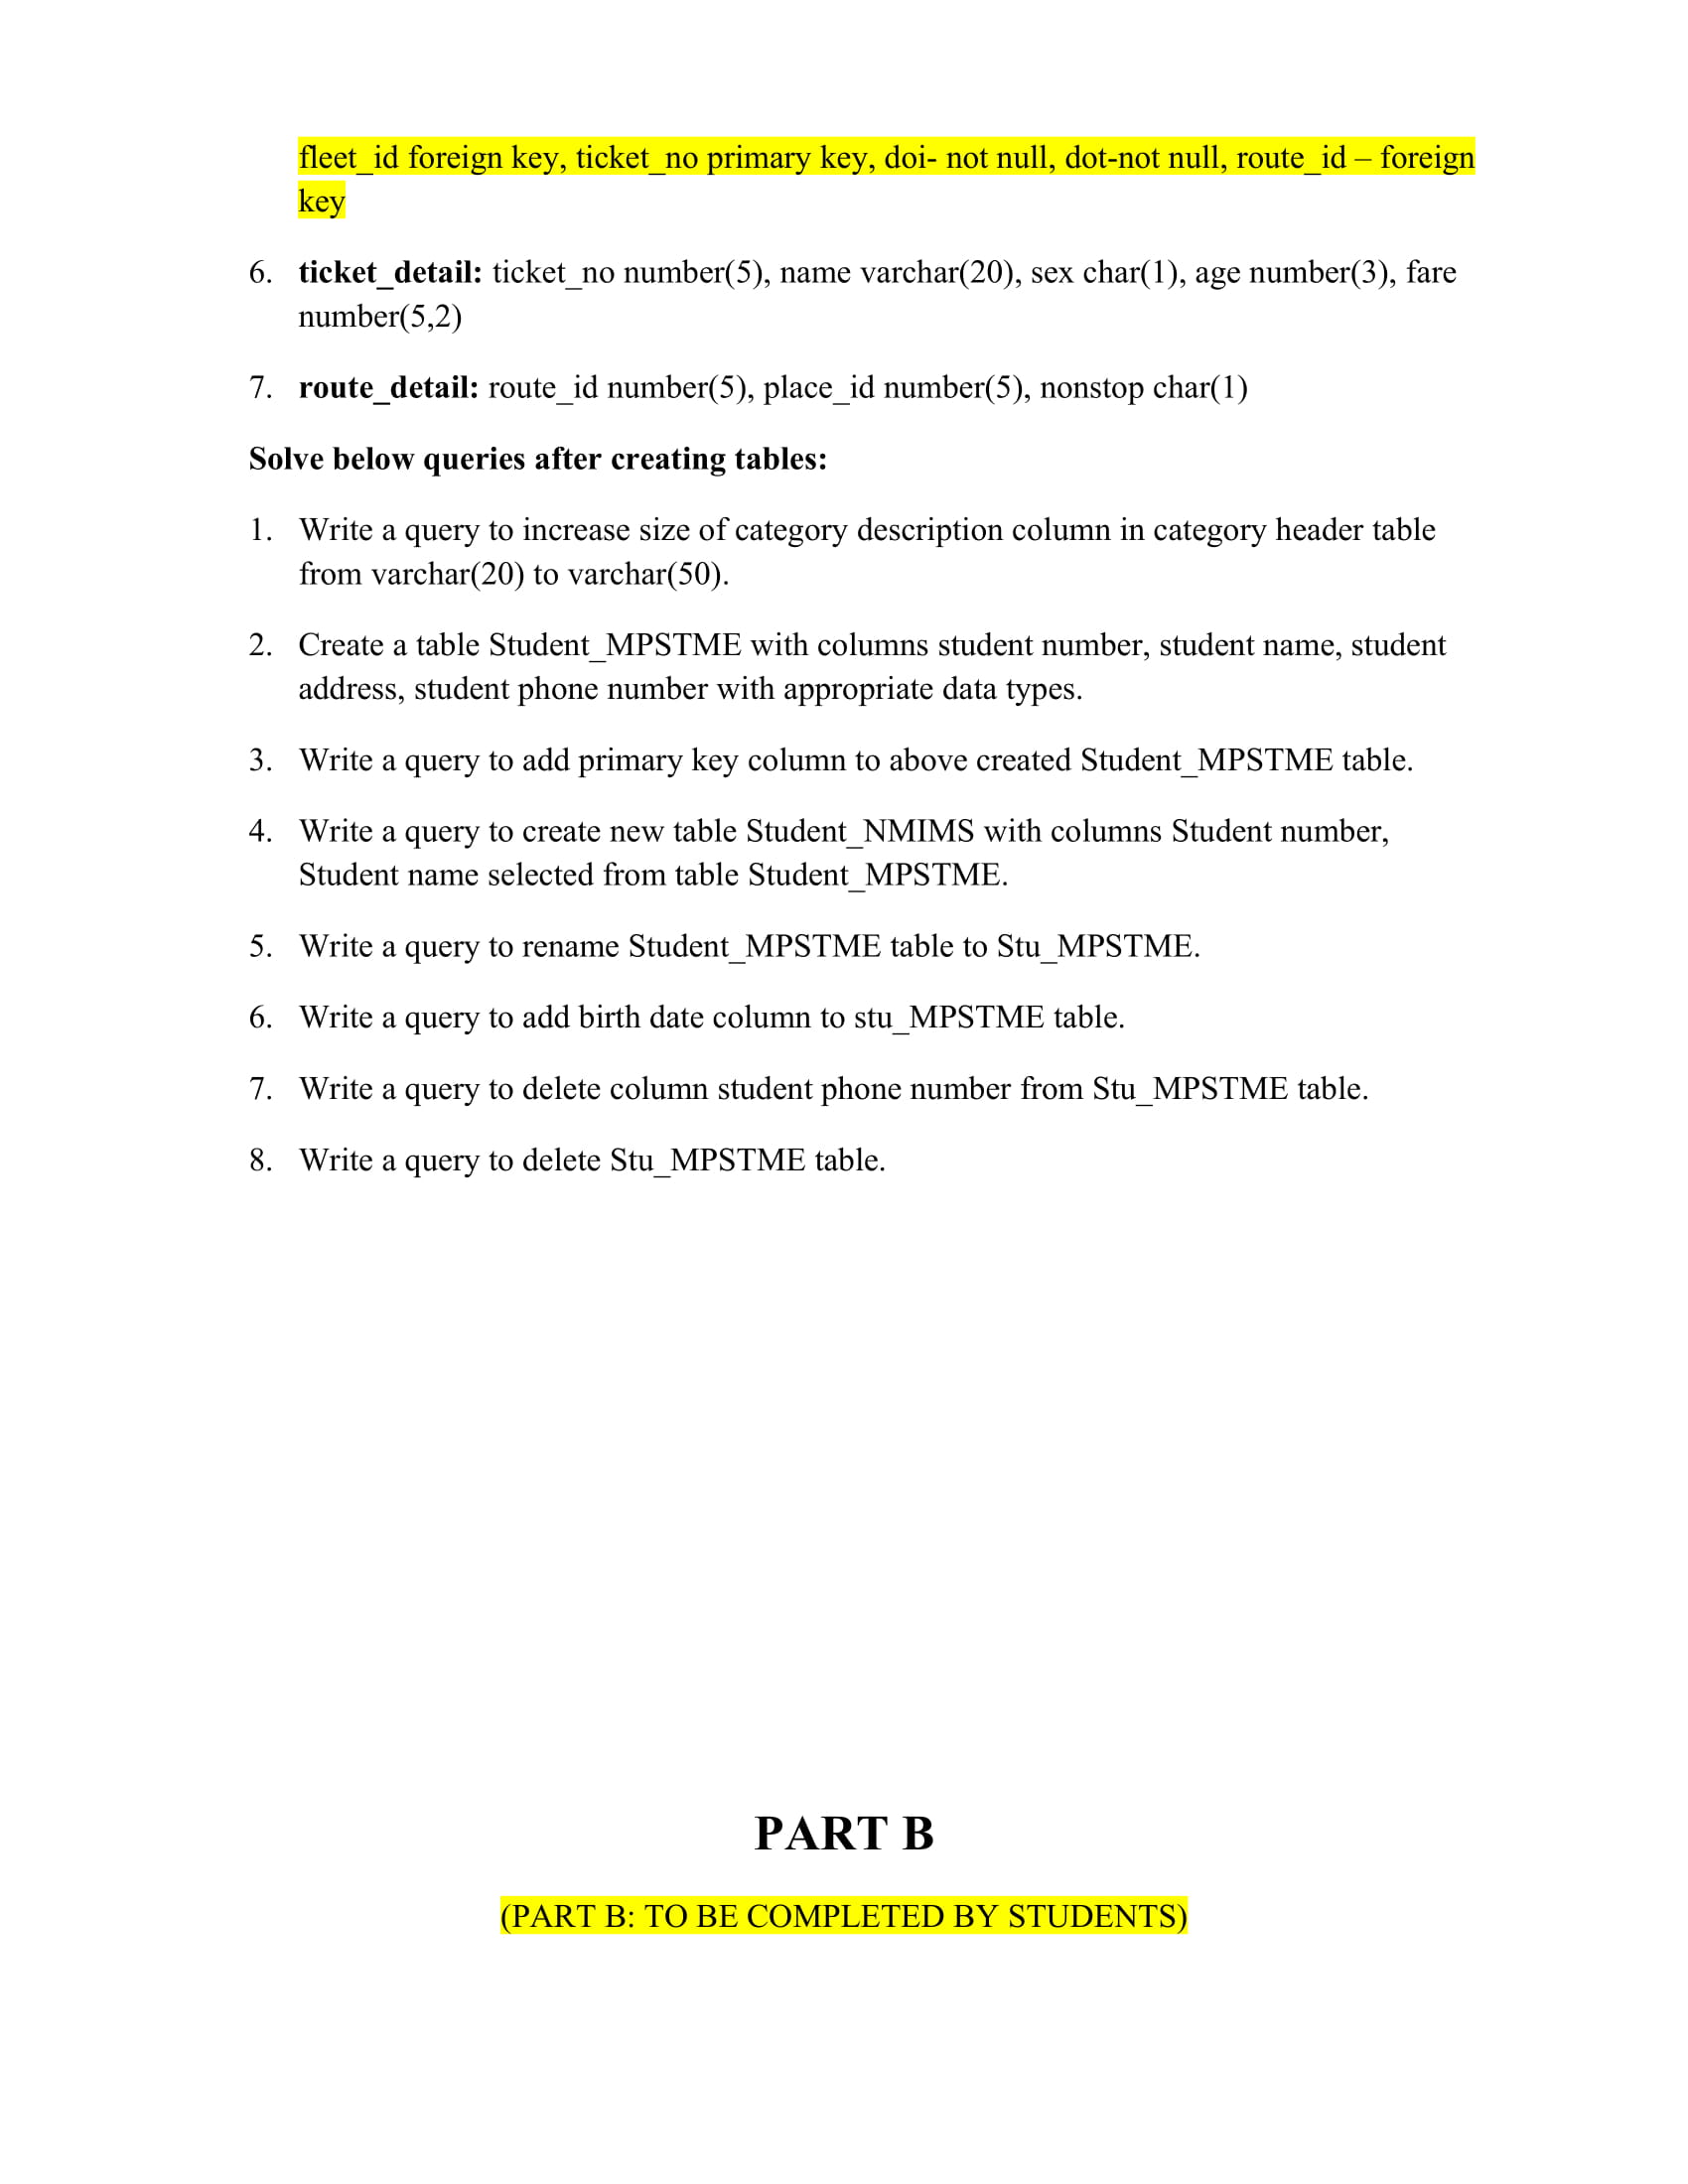 fleet_id foreign key, ticket_no primary key, doi- not null, dot-not null, route_id – foreign
key
6. ticket_detail: ticket_no number(5), name varchar(20), sex char(1), age number(3), fare
number(5,2)
7. route_detail: route_id number(5), place_id number(5), nonstop char(1)
Solve below queries after creating tables:
1. Write a query to increase size of category description column in category header table
from varchar(20) to varchar(50).
2. Create a table Student_MPSTME with columns student number, student name, student
address, student phone number with appropriate data types.
3. Write a query to add primary key column to above created Student_MPSTME table.
4. Write a query to create new table Student_NMIMS with columns Student number,
Student name selected from table Student_MPSTME.
5. Write a query to rename Student_MPSTME table to Stu_MPSTME.
6. Write a query to add birth date column to stu_MPSTME table.
7. Write a query to delete column student phone number from Stu_MPSTME table.
8. Write a query to delete Stu_MPSTME table.
PART B
(PART B: TO BE COMPLETED BY STUDENTS)